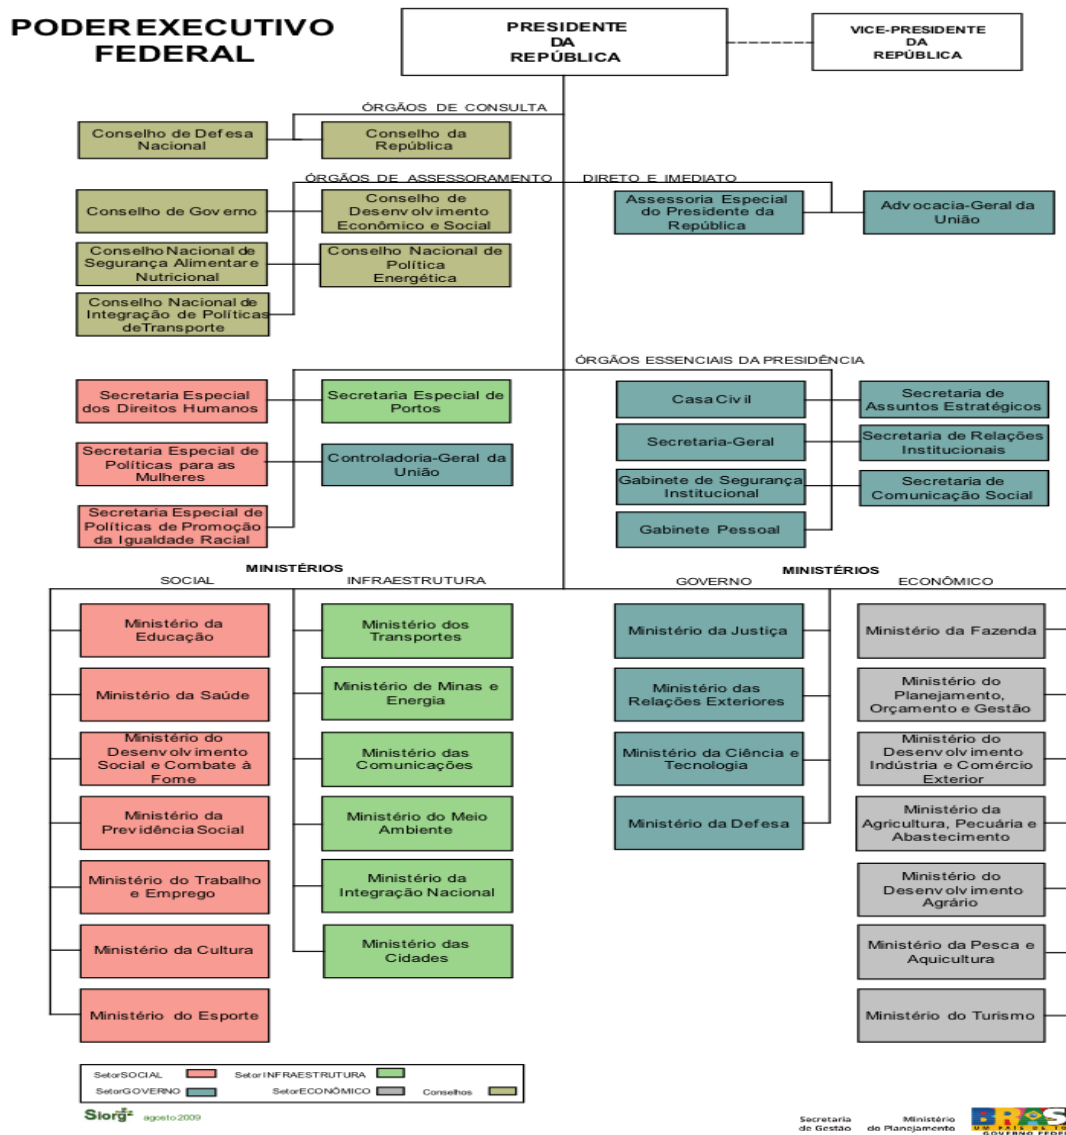 PODER EXECUTIVO
FEDERAL
PRESIDENTE
DA
REPÚBLICA
VICE-PRESIDENTE
DA
REPÚBLICA
ÓRGÃOS DE CONSULTA
Conselho de Defesa
Nacional
Conselho da
República
ÓRGÃOS DE ASSESSORAMENTO DIRETO E IMEDIATO
Conselho de Governo
Conselho de
Desenvolvimento
Econômico e Social
Assessoria Especial
do Presidente da
República
Advocacia-Geral da
União
Conselho Nacional de
Segurança Alimentar e
Nutricional
Conselho Nacional de
Política
Energética
Conselho Nacional de
Integração de Políticas
de Transporte
ÓRGÃOS ESSENCIAIS DA PRESIDÊNCIA
Secretaria Especial
dos Direitos Humanos
Secretaria Especial de
Portos
Casa Civil
Secretaria de
Assuntos Estratégicos
Secretaria Especial de
Políticas para as
Mulheres
Controladoria-Geral da
União
Secretaria-Geral
Secretaria de Relações
Institucionais
Gabinete de Segurança
Institucional
Secretaria de
Comunicação Social
Secretaria Especial de
Políticas de Promoção
da Igualdade Racial
Gabinete Pessoal
MINISTÉRIOS
SOCIAL
INFRAESTRUTURA
MINISTÉRIOS
GOVERNO
ECONÔMICO
Ministério da
Educação
Ministério dos
Transportes
Ministério da Justiça
Ministério da Fazenda
Ministério da Saúde
Ministério de Minas e
Energia
Ministério das
Relações Exteriores
Ministério do
Planejamento,
Orçamento e Gestão
Ministério do
Desenvolvimento
Social e Combate à
Fome
Ministério das
Comunicações
Ministério da Ciência e
Tecnologia
Ministério do
Desenvolvimento
Indústria e Comércio
Exterior
Ministério da
Previdência Social
Ministério do Meio
Ambiente
Ministério da Defesa
Ministério da
Agricultura, Pecuária e
Abastecimento
Ministério do Trabalho
e Emprego
Ministério da
Integração Nacional
Ministério do
Desenvolvimento
Agrário
Ministério da Cultura
Ministério das
Cidades
Ministério da Pesca e
Aquicultura
Ministério do Esporte
Ministério do Turismo
Setor SOCIAL
Setor INFRAESTRUTURA
Setor GOVERNO
Setor ECONÔMICO
Conselhos
Siorg
agosto 2009
Secretaria
de Gestão
Ministério
do Planejamento